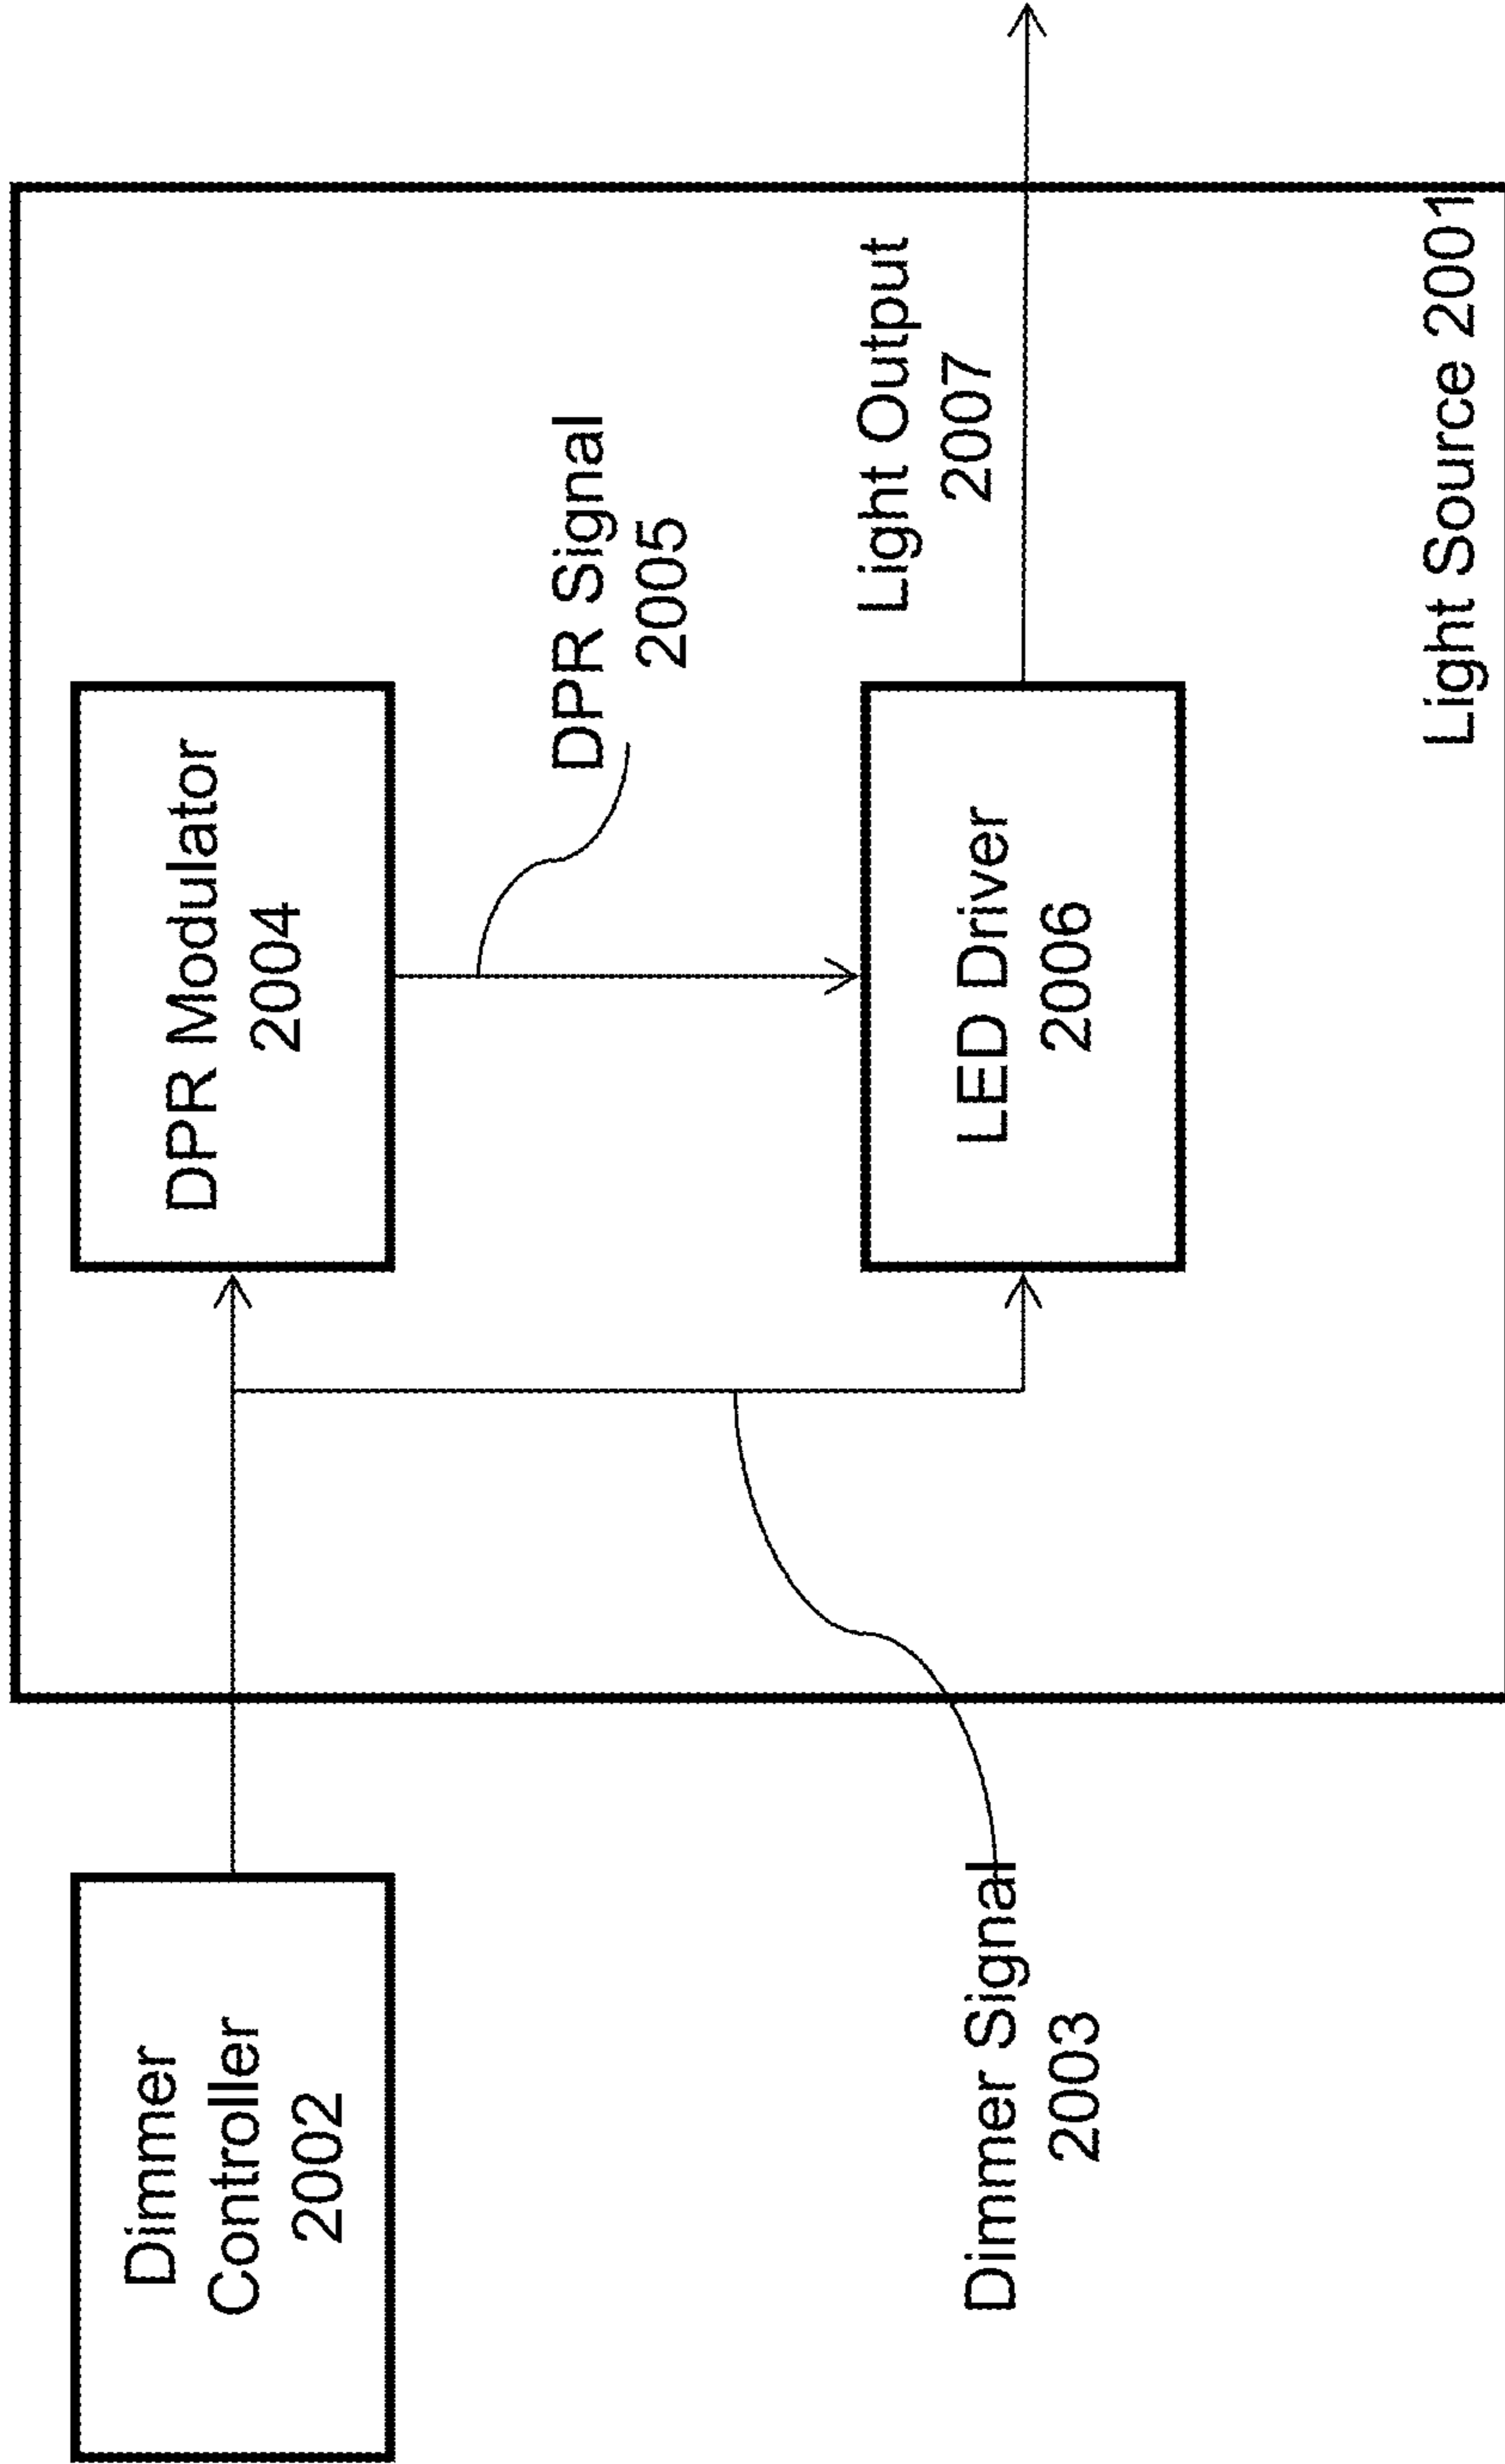 Dimmer
Controller
2002
DPR Modulator
2004
DPR Signal
2005
Dimmer Signal
2003
LED Driver
2006
Light Output
2007
Light Source 2001